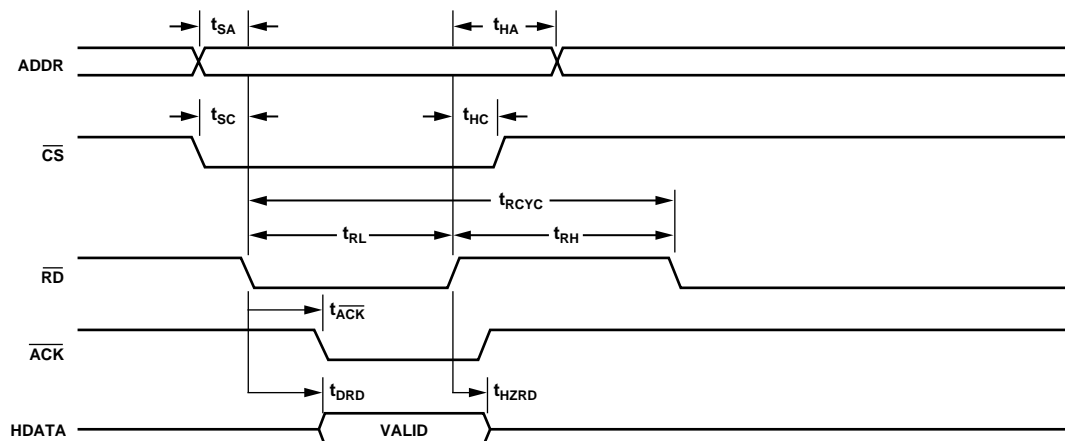 tSA
tHA
ADDR
tSC
tHC
CS
tRCYC
tRL
tRH
RD
tACK
ACK
tDRD
tHZRD
HDATA
VALID